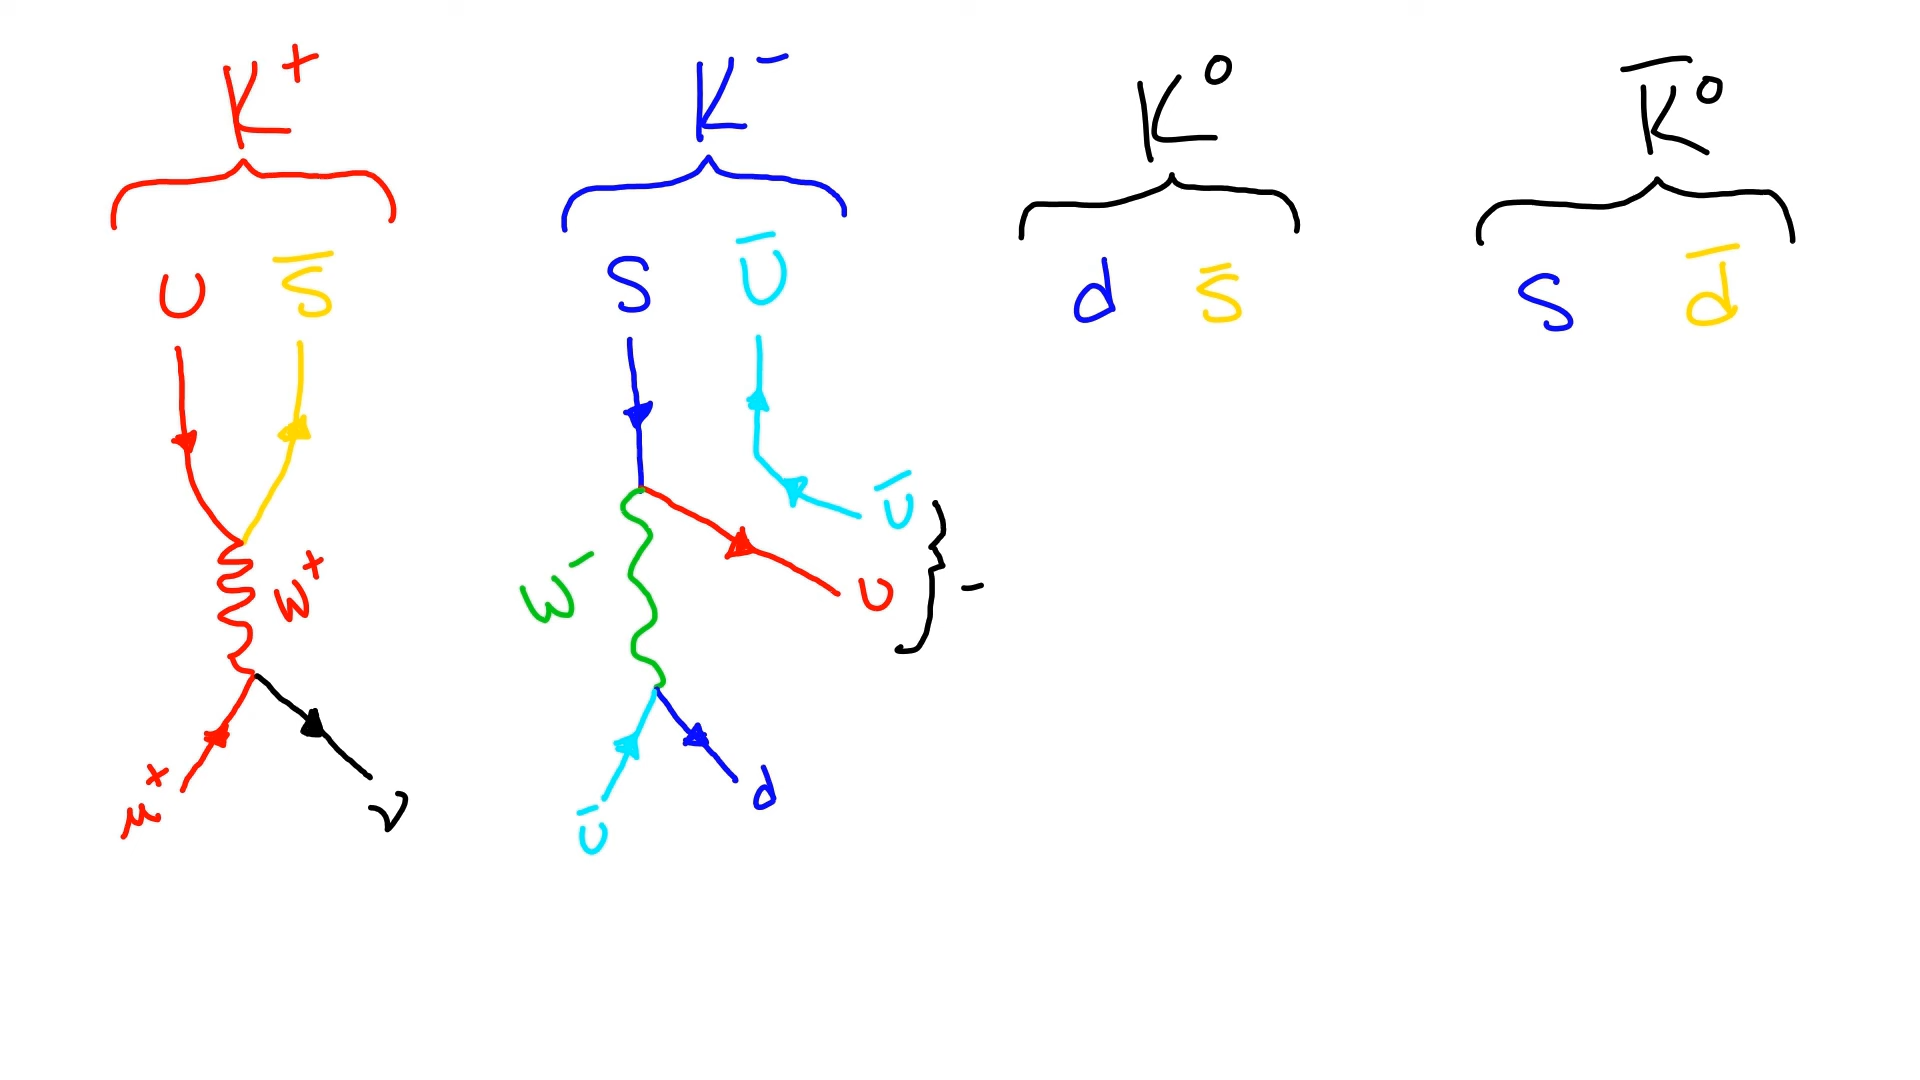 K⁺ K⁻ K⁰ K̅⁰
u s̅ s u̅ d s̅ s d̅
u̅
W⁺ W⁻ u -
μ⁺ ν u̅ d